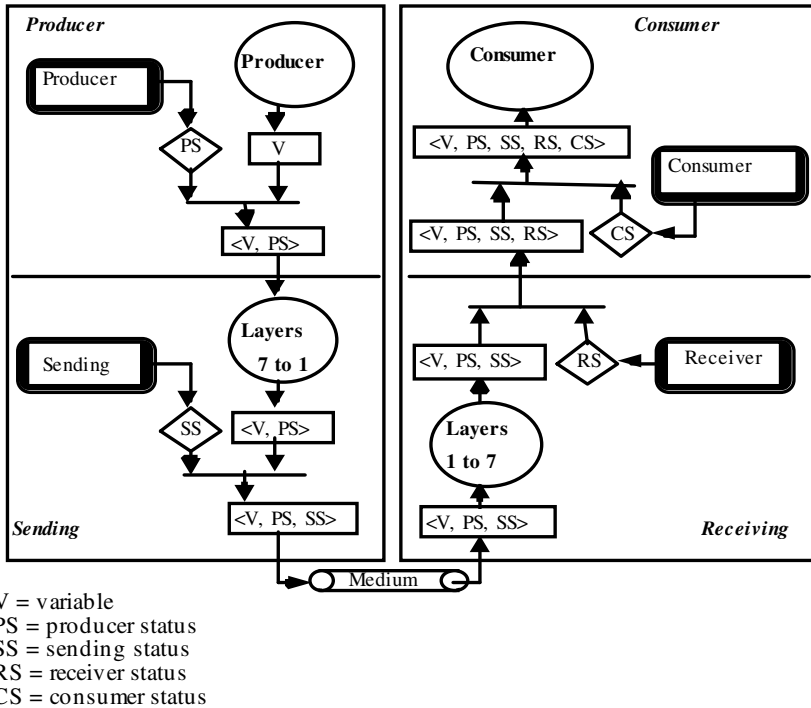 Producer
Producer
Producer
PS
V
<V, PS>
Layers
7 to 1
Sending
SS
<V, PS>
<V, PS, SS>
Sending
Medium
Consumer
Consumer
<V, PS, SS, RS, CS>
Consumer
<V, PS, SS, RS>
CS
<V, PS, SS>
RS
Receiver
Layers
1 to 7
<V, PS, SS>
Receiving
V = variable
PS = producer status
SS = sending status
RS = receiver status
CS = consumer status